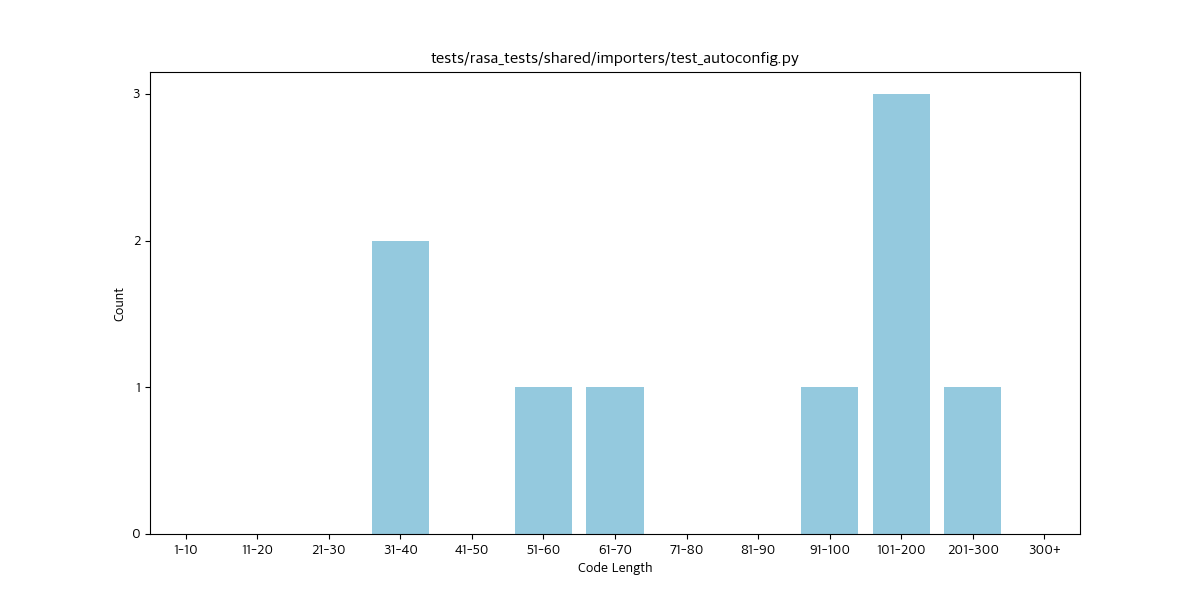 tests/rasa_tests/shared/importers/test_autoconfig.py
3
2
1
0
Count
1-10 11-20 21-30 31-40 41-50 51-60 61-70 71-80 81-90 91-100 101-200 201-300 300+
Code Length